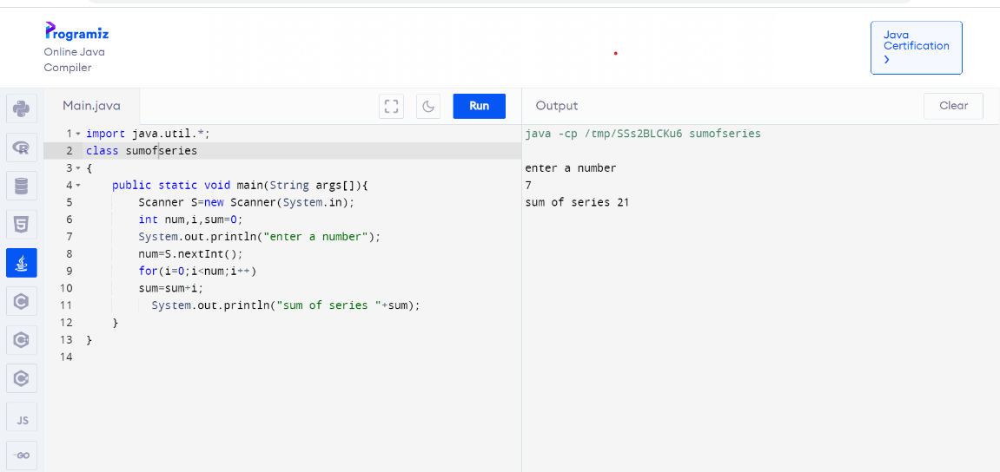 Programiz
Online Java
Compiler
Java
Certification
Main.java
Run
Output
Clear
1 import java.util.*;
2 class sumofseries
3 {
4 public static void main(String args[]){
5 Scanner S=new Scanner(System.in);
6 int num,i,sum=0;
7 System.out.println("enter a number");
8 num=S.nextInt();
9 for(i=0;i<num;i++)
10 sum=sum+i;
11 System.out.println("sum of series "+sum);
12 }
13 }
14
java -cp /tmp/SSs2BLCKu6 sumofseries
enter a number
7
sum of series 21
JS
GO